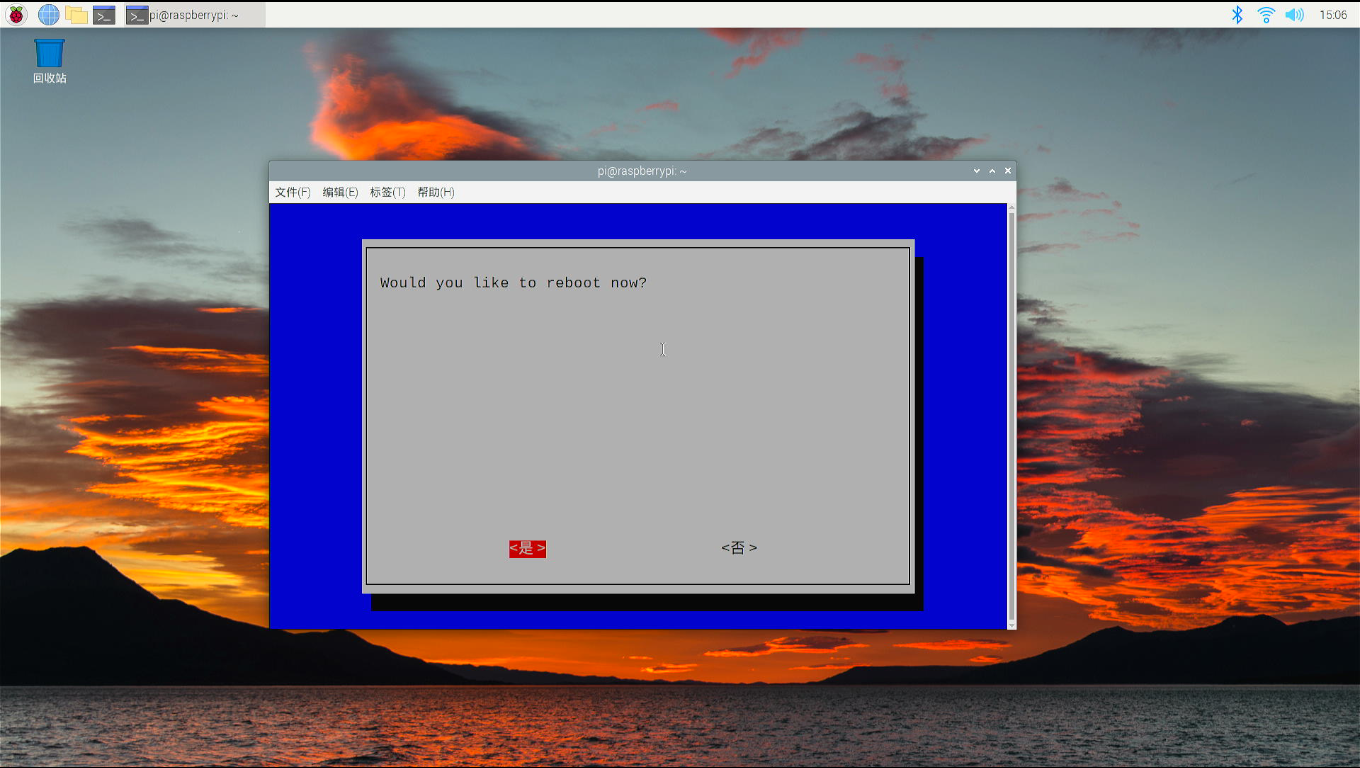 pi@raspberrypi: ~
15:06
回收站
pi@raspberrypi: ~
文件(F) 编辑(E) 标签(T) 帮助(H)
Would you like to reboot now?
<是> <否>